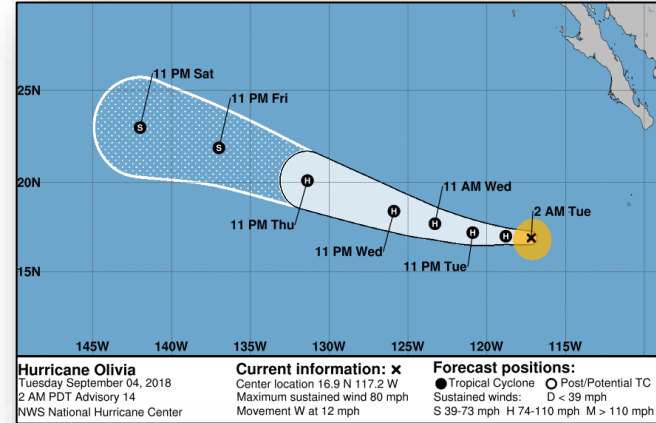 11 PM Sat
25N
11 PM Fri
20N
11 AM Wed
2 AM Tue
S
S
H
H
H
H
H
11 PM Thu
11 PM Wed
11 PM Tue
15N
145W 140W 135W 130W 125W 120W 115W
Hurricane Olivia
Tuesday September 04, 2018
2 AM PDT Advisory 14
NWS National Hurricane Center
Current information: ×
Center location 16.9 N 117.2 W
Maximum sustained wind 80 mph
Movement W at 12 mph
Forecast positions:
● Tropical Cyclone ○ Post/Potential TC
Sustained winds: D < 39 mph
S 39-73 mph H 74-110 mph M > 110 mph